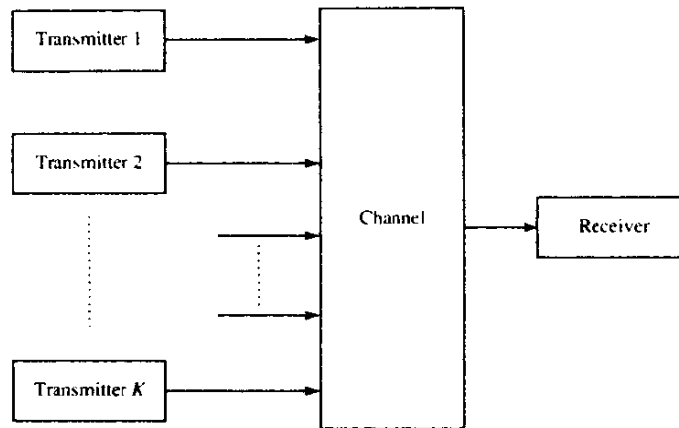 Transmitter 1
Transmitter 2
Channel
Receiver
Transmitter K